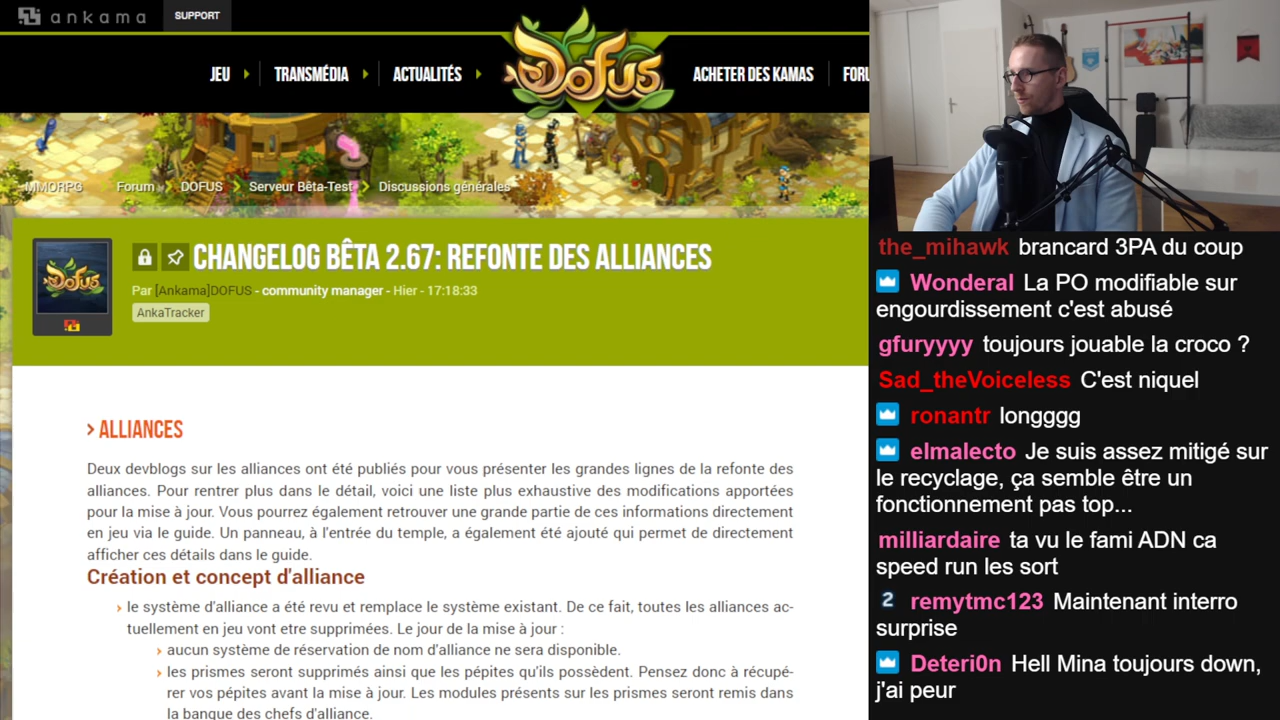 ankama
SUPPORT
JEU
TRANSMÉDIA
ACTUALITÉS
DOFUS
ACHETER DES KAMAS
FORU
MMORPG
Forum
DOFUS
Serveur Bêta-Test
Discussions générales
DOFUS
CHANGELOG BÊTA 2.67: REFONTE DES ALLIANCES
Par [Ankama]DOFUS - community manager - Hier - 17:18:33
AnkaTracker
ALLIANCES
Deux devblogs sur les alliances ont été publiés pour vous présenter les grandes lignes de la refonte des
alliances. Pour rentrer plus dans le détail, voici une liste plus exhaustive des modifications apportées
pour la mise à jour. Vous pourrez également retrouver une grande partie de ces informations directement
en jeu via le guide. Un panneau, à l'entrée du temple, a également été ajouté qui permet de directement
afficher ces détails dans le guide.
Création et concept d'alliance
le système d'alliance a été revu et remplace le système existant. De ce fait, toutes les alliances ac-
tuellement en jeu vont etre supprimées. Le jour de la mise à jour :
aucun système de réservation de nom d'alliance ne sera disponible.
les prismes seront supprimés ainsi que les pépites qu'ils possèdent. Pensez donc à récupé-
rer vos pépites avant la mise à jour. Les modules présents sur les prismes seront remis dans
la banque des chefs d'alliance.
the_mihawk brancard 3PA du coup
Wonderal La PO modifiable sur
engourdissement c'est abusé
gfuryyyy toujours jouable la croco ?
Sad_theVoiceless C'est niquel
ronantr longggg
elmalecto Je suis assez mitigé sur
le recyclage, ça semble être un
fonctionnement pas top...
milliardaire ta vu le fami ADN ca
speed run les sort
2 remytmc123 Maintenant interro
surprise
Deteri0n Hell Mina toujours down,
j'ai peur